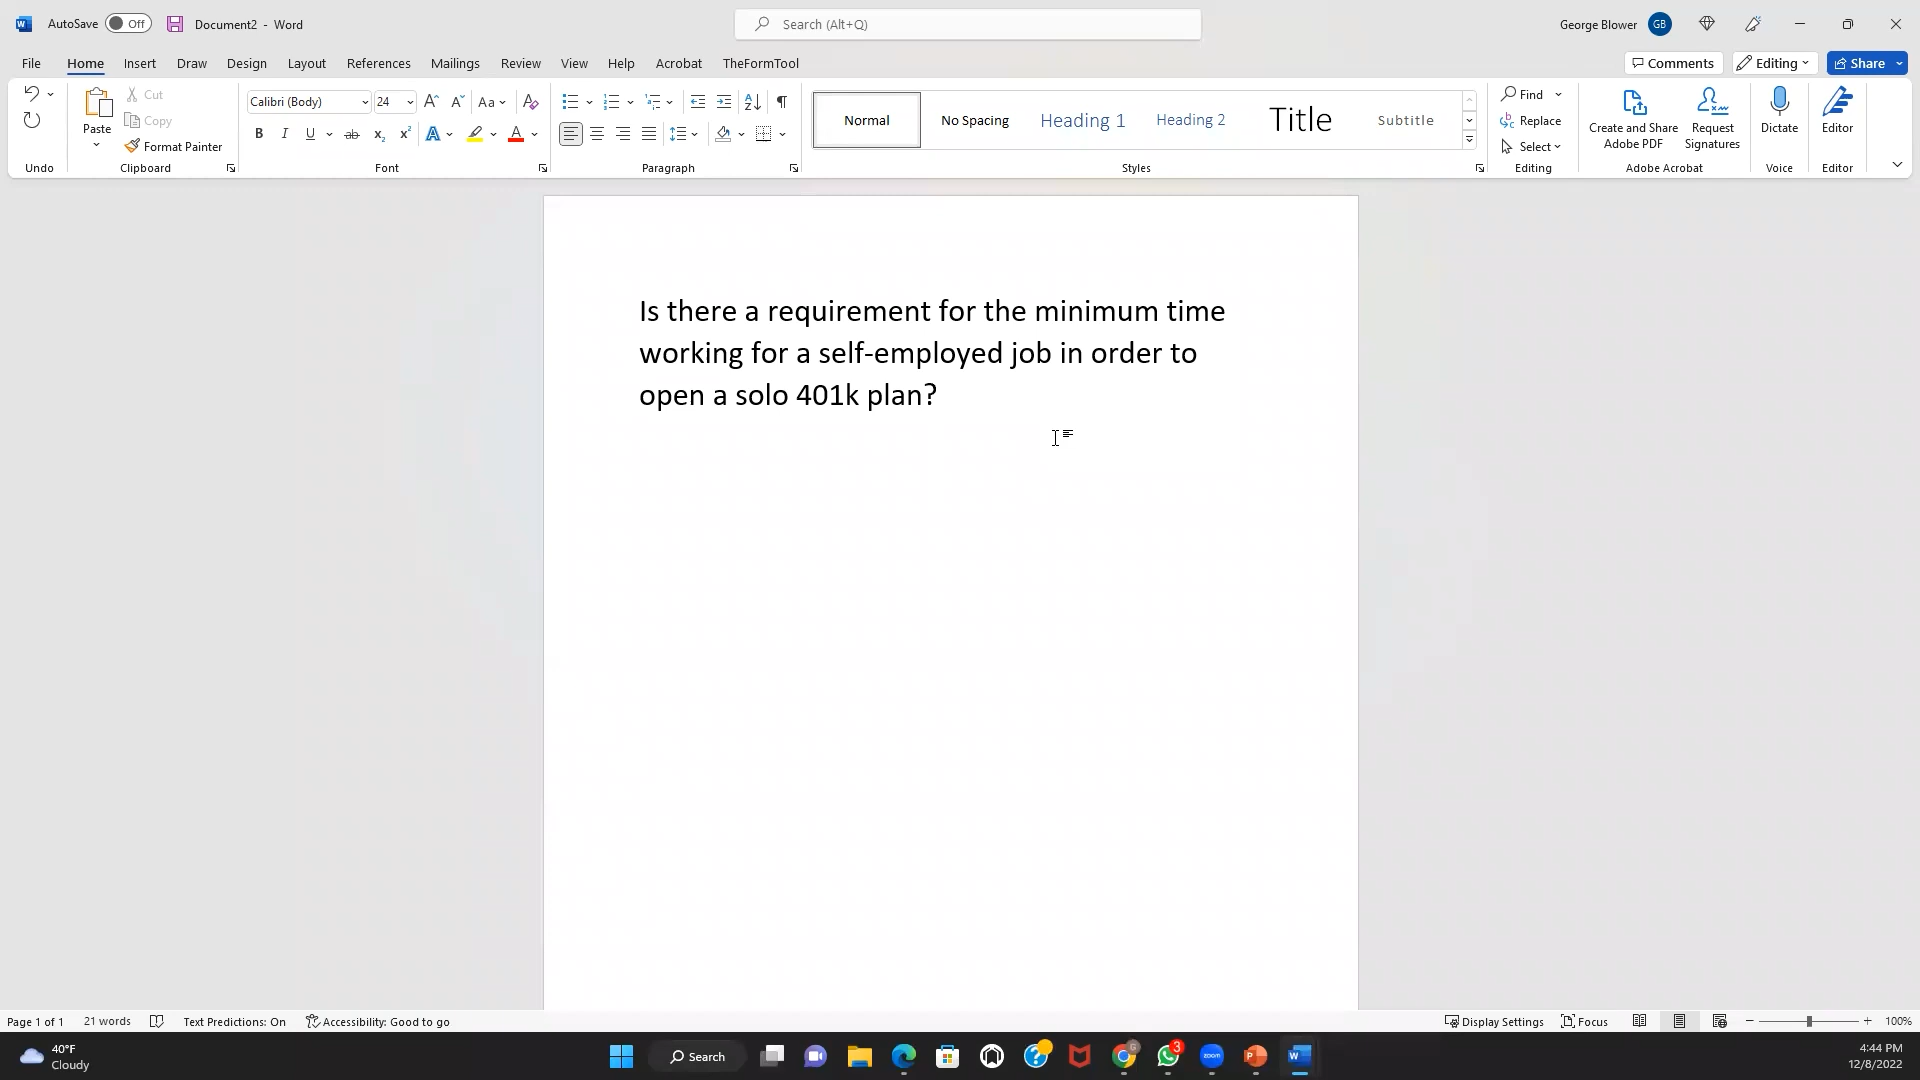 AutoSave Off Document2 - Word Search (Alt+Q) George Blower GB
File Home Insert Draw Design Layout References Mailings Review View Help Acrobat TheFormTool Comments Editing Share
Paste Cut Copy Format Painter
Calibri (Body) 24
Normal No Spacing Heading 1 Heading 2 Title Subtitle
Find Replace Select
Create and Share Adobe PDF
Request Signatures
Dictate
Editor
Undo Clipboard Font Paragraph Styles Editing Adobe Acrobat Voice Editor
Is there a requirement for the minimum time
working for a self-employed job in order to
open a solo 401k plan?
Page 1 of 1 21 words Text Predictions: On Accessibility: Good to go Display Settings Focus 100%
40°F
Cloudy
Search
3
4:44 PM
12/8/2022